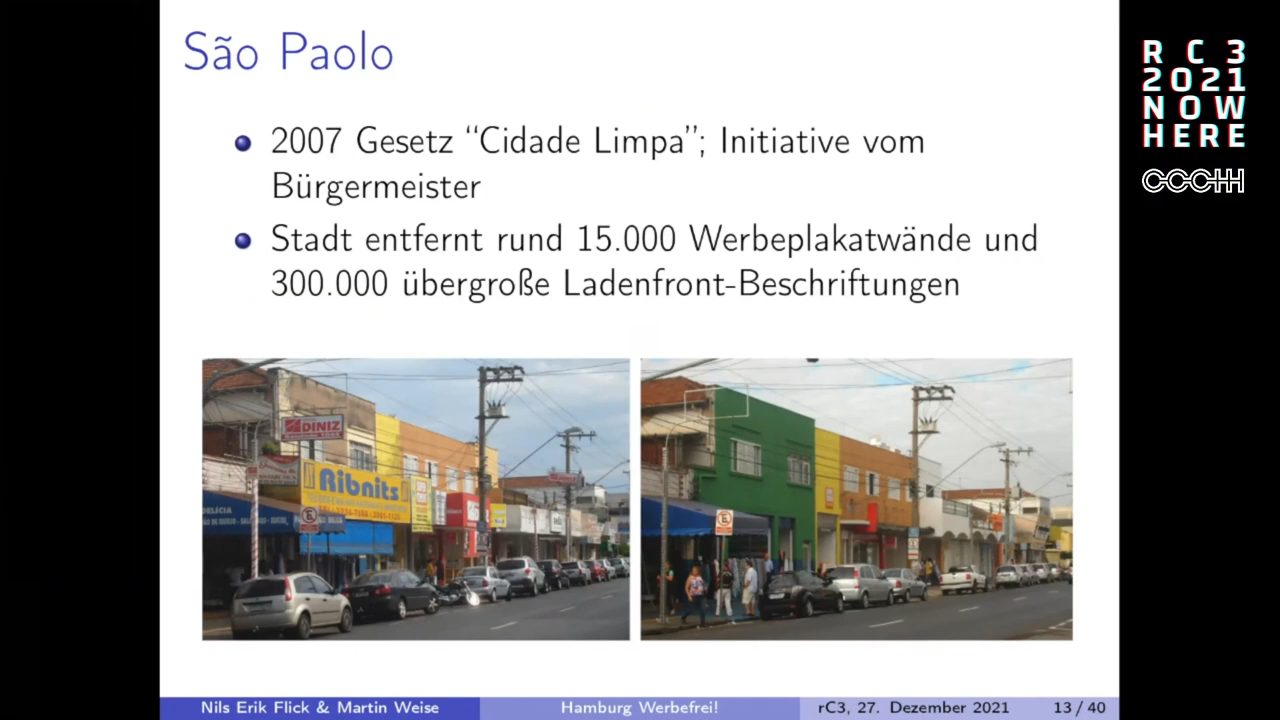 São Paolo
2007 Gesetz “Cidade Limpa”; Initiative vom
Bürgermeister
Stadt entfernt rund 15.000 Werbeplakatwände und
300.000 übergroße Ladenfront-Beschriftungen
DINIZ
Ribnits
E
E
Nils Erik Flick & Martin Weise
Hamburg Werbefrei!
rC3, 27. Dezember 2021
13 / 40
RC3
2021
NOW
HERE
CCCHH